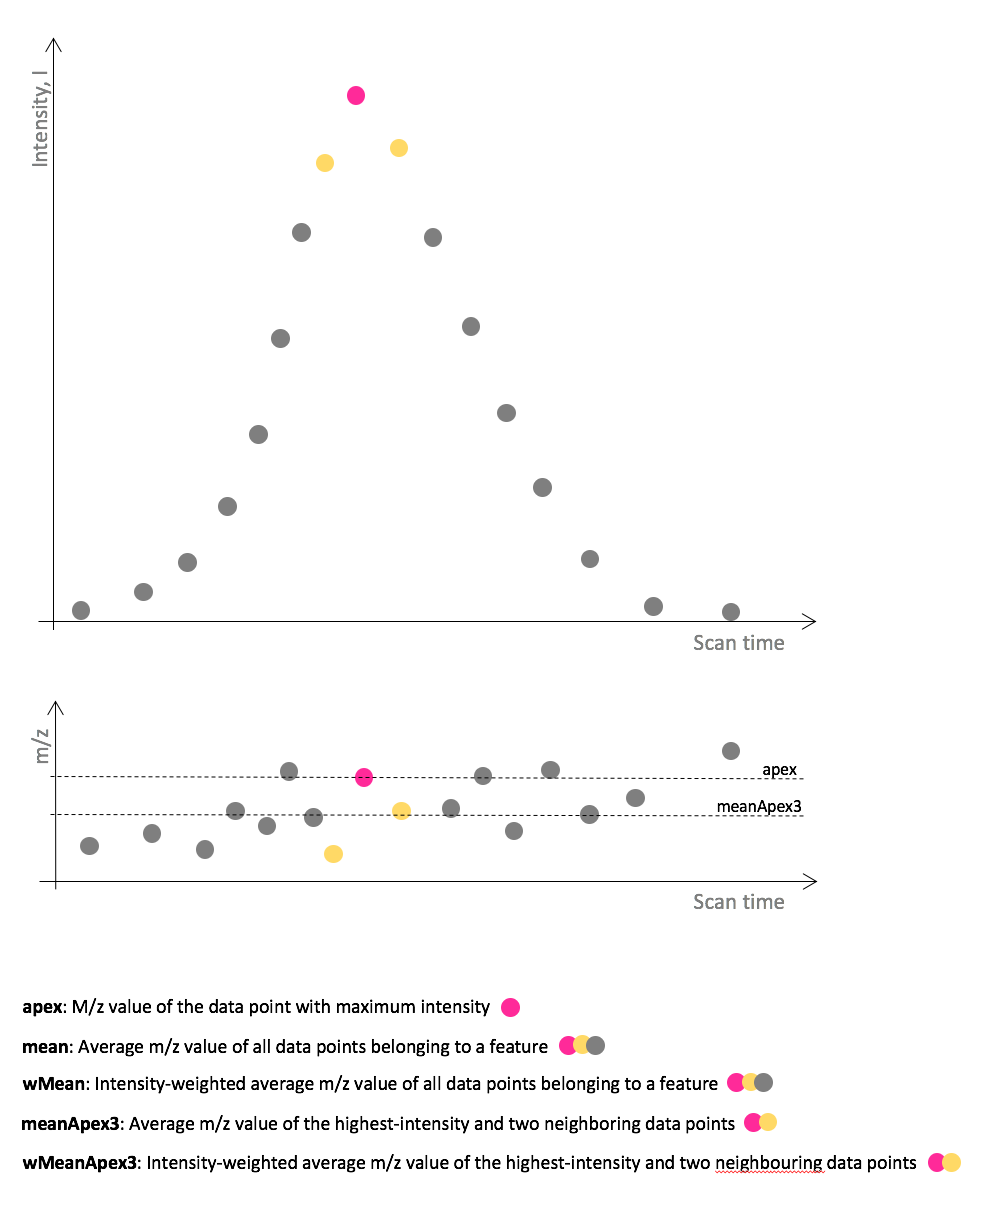 Intensity, I
Scan time
m/z
apex
meanApex3
Scan time
apex: M/z value of the data point with maximum intensity
mean: Average m/z value of all data points belonging to a feature
wMean: Intensity-weighted average m/z value of all data points belonging to a feature
meanApex3: Average m/z value of the highest-intensity and two neighboring data points
wMeanApex3: Intensity-weighted average m/z value of the highest-intensity and two neighbouring data points